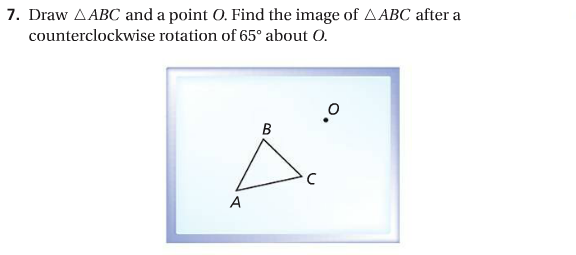 7. Draw △ABC and a point O. Find the image of △ABC after a
counterclockwise rotation of 65° about O.
O
B
C
A